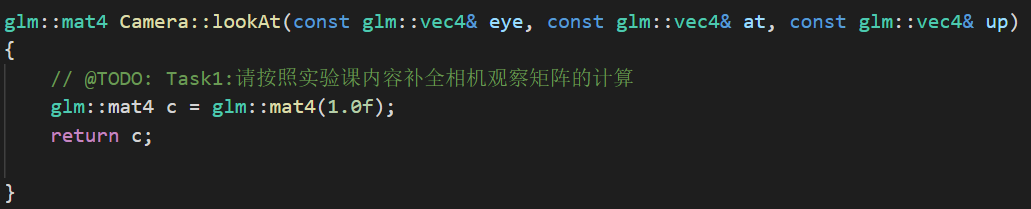 glm::mat4 Camera::lookAt(const glm::vec4& eye, const glm::vec4& at, const glm::vec4& up)
{
    // @TODO: Task1:请按照实验课内容补全相机观察矩阵的计算
    glm::mat4 c = glm::mat4(1.0f);
    return c;
}